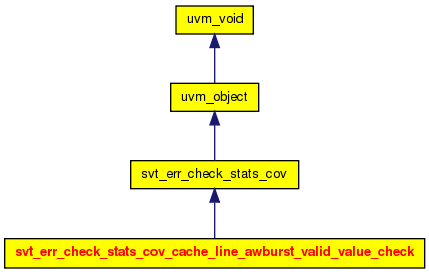 uvm_void
uvm_object
svt_err_check_stats_cov
svt_err_check_stats_cov_cache_line_awburst_valid_value_check